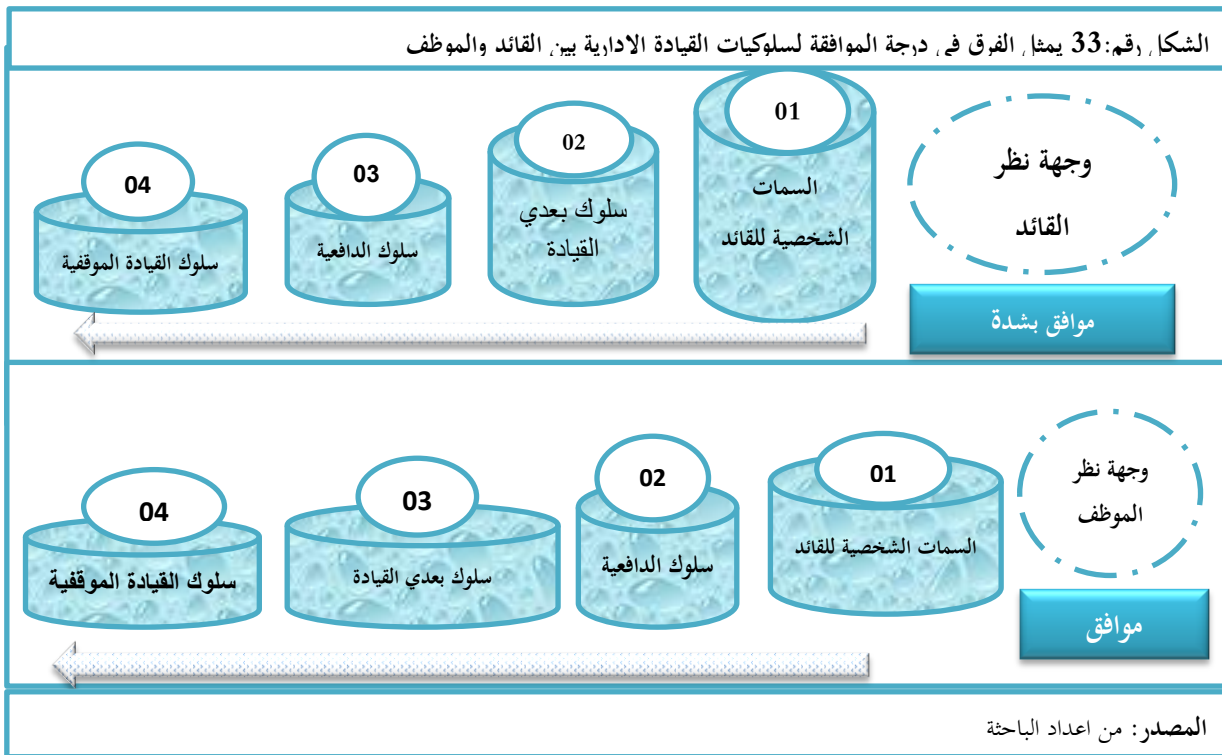 الشكل رقم:33 يمثل الفرق في درجة الموافقة لسلوكيات القيادة الادارية بين القائد والموظف
وجهة نظر
القائد
موافق بشدة
01
السمات
الشخصية للقائد
02
سلوك بعدي
القيادة
03
سلوك الدافعية
04
سلوك القيادة الموقفية
وجهة نظر
الموظف
موافق
01
السمات الشخصية للقائد
02
سلوك الدافعية
03
سلوك بعدي القيادة
04
سلوك القيادة الموقفية
المصدر: من اعداد الباحثة